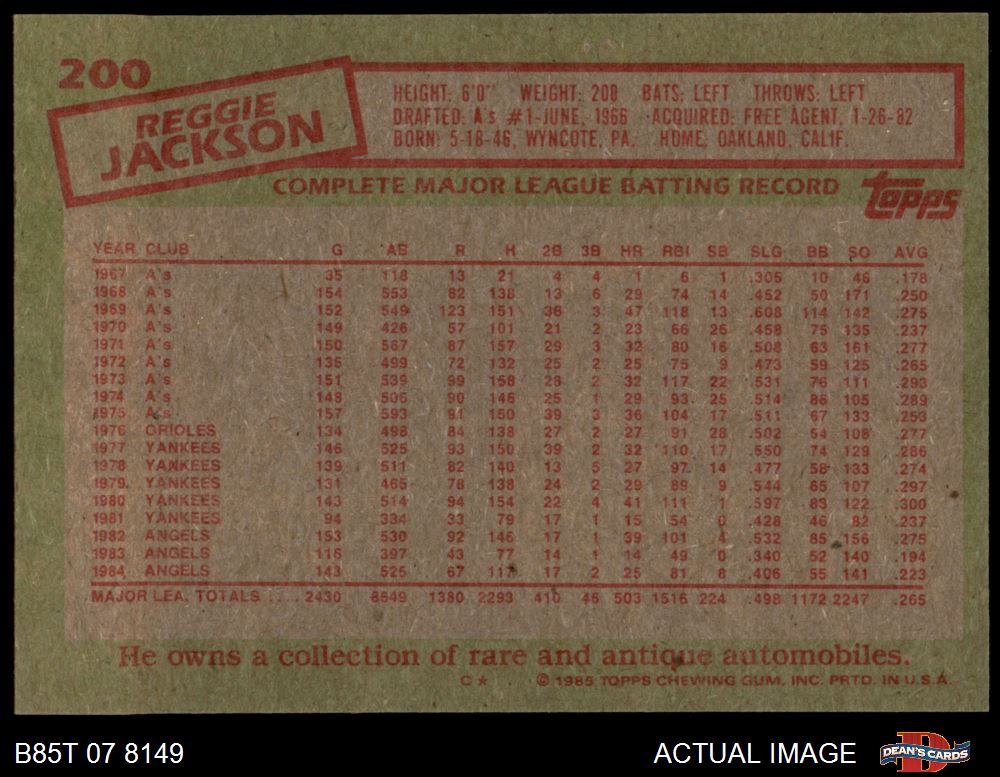 200
REGGIE
JACKSON
HEIGHT: 6'0" WEIGHT: 200 BATS: LEFT THROWS: LEFT
DRAFTED: A's #1-JUNE, 1966 ·ACQUIRED: FREE AGENT, 1-26-82
BORN: 5-18-46, WYNCOTE, PA. HOME: OAKLAND, CALIF.
COMPLETE MAJOR LEAGUE BATTING RECORD
Topps
YEAR CLUB G AB R H 2B 3B HR RBI SB SLG BB SO AVG
1967 A's 35 118 13 21 4 4 1 6 1 .305 10 46 .178
1968 A's 154 553 82 138 13 6 29 74 14 .452 50 171 .250
1969 A's 152 549 123 151 36 3 47 118 13 .608 114 142 .275
1970 A's 149 426 57 101 21 2 23 66 26 .458 75 135 .237
1971 A's 150 567 87 157 29 3 32 80 16 .508 63 161 .277
1972 A's 135 499 72 132 25 2 25 75 9 .473 59 125 .265
1973 A's 151 539 99 158 28 2 32 117 22 .531 76 111 .293
1974 A's 148 506 90 146 25 1 29 93 25 .514 86 105 .289
1975 A's 157 593 91 150 39 3 36 104 17 .511 67 133 .253
1976 ORIOLES 134 498 84 138 27 2 27 91 28 .502 54 108 .277
1977 YANKEES 146 525 93 150 39 2 32 110 17 .550 74 129 .286
1978 YANKEES 139 511 82 140 13 5 27 97 14 .477 58 133 .274
1979 YANKEES 131 465 78 138 24 2 29 89 9 .544 65 107 .297
1980 YANKEES 143 514 94 154 22 4 41 111 1 .597 83 122 .300
1981 YANKEES 94 334 33 79 17 1 15 54 0 .428 46 82 .237
1982 ANGELS 153 530 92 146 17 1 39 101 4 .532 85 156 .275
1983 ANGELS 116 397 43 77 14 1 14 49 0 .340 52 140 .194
1984 ANGELS 143 525 67 117 17 2 25 81 8 .406 55 141 .223
MAJOR LEA. TOTALS .... 2430 8649 1380 2293 410 46 503 1516 224 .498 1172 2247 .265
He owns a collection of rare and antique automobiles.
C★ © 1985 TOPPS CHEWING GUM, INC. PRTD. IN U.S.A.
B85T 07 8149
ACTUAL IMAGE
D
DEAN'S CARDS